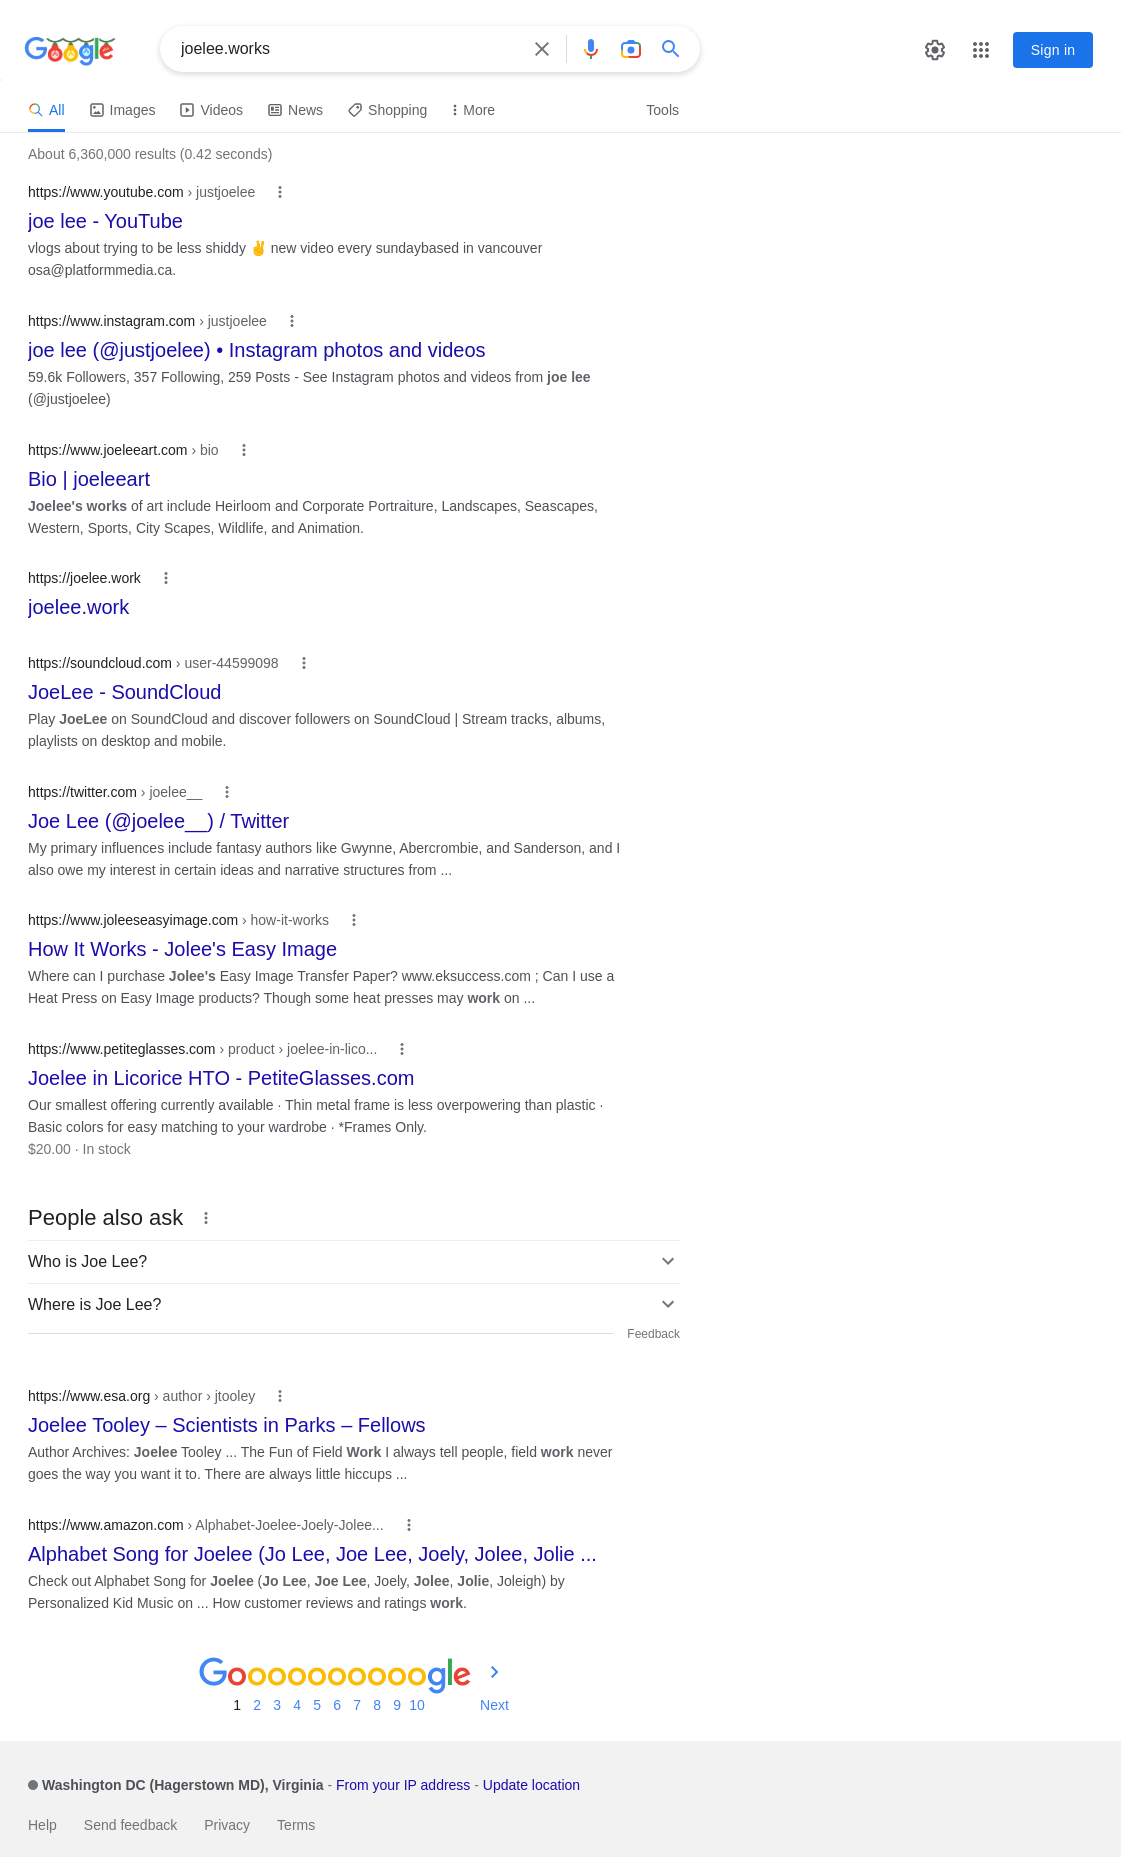 Google
joelee.works
Sign in
All Images Videos News Shopping More Tools
About 6,360,000 results (0.42 seconds)
https://www.youtube.com › justjoelee
joe lee - YouTube
vlogs about trying to be less shiddy ✌️ new video every sundaybased in vancouver
osa@platformmedia.ca.
https://www.instagram.com › justjoelee
joe lee (@justjoelee) • Instagram photos and videos
59.6k Followers, 357 Following, 259 Posts - See Instagram photos and videos from joe lee
(@justjoelee)
https://www.joeleeart.com › bio
Bio | joeleeart
Joelee's works of art include Heirloom and Corporate Portraiture, Landscapes, Seascapes,
Western, Sports, City Scapes, Wildlife, and Animation.
https://joelee.work
joelee.work
https://soundcloud.com › user-44599098
JoeLee - SoundCloud
Play JoeLee on SoundCloud and discover followers on SoundCloud | Stream tracks, albums,
playlists on desktop and mobile.
https://twitter.com › joelee__
Joe Lee (@joelee__) / Twitter
My primary influences include fantasy authors like Gwynne, Abercrombie, and Sanderson, and I
also owe my interest in certain ideas and narrative structures from ...
https://www.joleeseasyimage.com › how-it-works
How It Works - Jolee's Easy Image
Where can I purchase Jolee's Easy Image Transfer Paper? www.eksuccess.com ; Can I use a
Heat Press on Easy Image products? Though some heat presses may work on ...
https://www.petiteglasses.com › product › joelee-in-lico...
Joelee in Licorice HTO - PetiteGlasses.com
Our smallest offering currently available · Thin metal frame is less overpowering than plastic ·
Basic colors for easy matching to your wardrobe · *Frames Only.
$20.00 · In stock
People also ask
Who is Joe Lee?
Where is Joe Lee?
Feedback
https://www.esa.org › author › jtooley
Joelee Tooley – Scientists in Parks – Fellows
Author Archives: Joelee Tooley ... The Fun of Field Work I always tell people, field work never
goes the way you want it to. There are always little hiccups ...
https://www.amazon.com › Alphabet-Joelee-Joely-Jolee...
Alphabet Song for Joelee (Jo Lee, Joe Lee, Joely, Jolee, Jolie ...
Check out Alphabet Song for Joelee (Jo Lee, Joe Lee, Joely, Jolee, Jolie, Joleigh) by
Personalized Kid Music on ... How customer reviews and ratings work.
Goooooooooogle
1 2 3 4 5 6 7 8 9 10 Next
Washington DC (Hagerstown MD), Virginia - From your IP address - Update location
Help Send feedback Privacy Terms